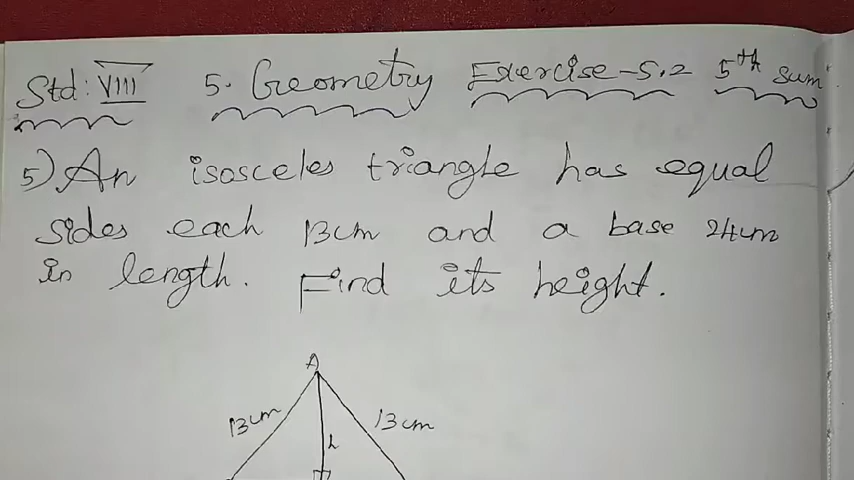 Std: VIII 5. Geometry Exercise-5.2 5th sum
5) An isosceles triangle has equal
sides each 13cm and a base 24cm
in length. Find its height.
A
13cm 13cm
h